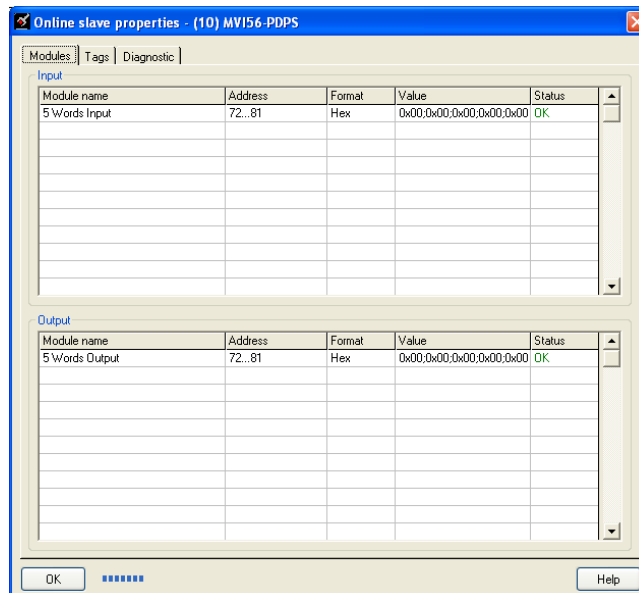 Online slave properties - (10) MVI56-PDPS
Modules Tags Diagnostic
Input
Module name Address Format Value Status
5 Words Input 72...81 Hex 0x00;0x00;0x00;0x00;0x00 OK
Output
Module name Address Format Value Status
5 Words Output 72...81 Hex 0x00;0x00;0x00;0x00;0x00 OK
OK Help